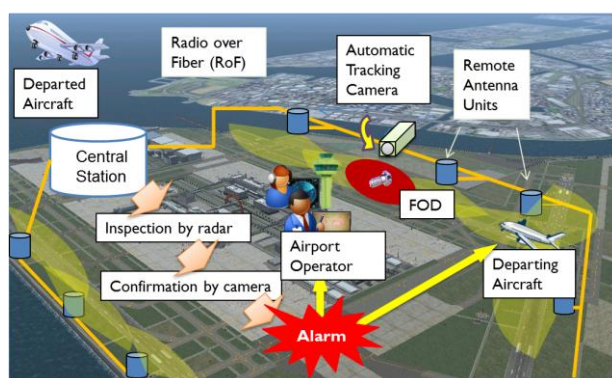 Departed
Aircraft
Radio over
Fiber (RoF)
Automatic
Tracking
Camera
Remote
Antenna
Units
Central
Station
FOD
Inspection by radar
Airport
Operator
Departing
Aircraft
Confirmation by camera
Alarm